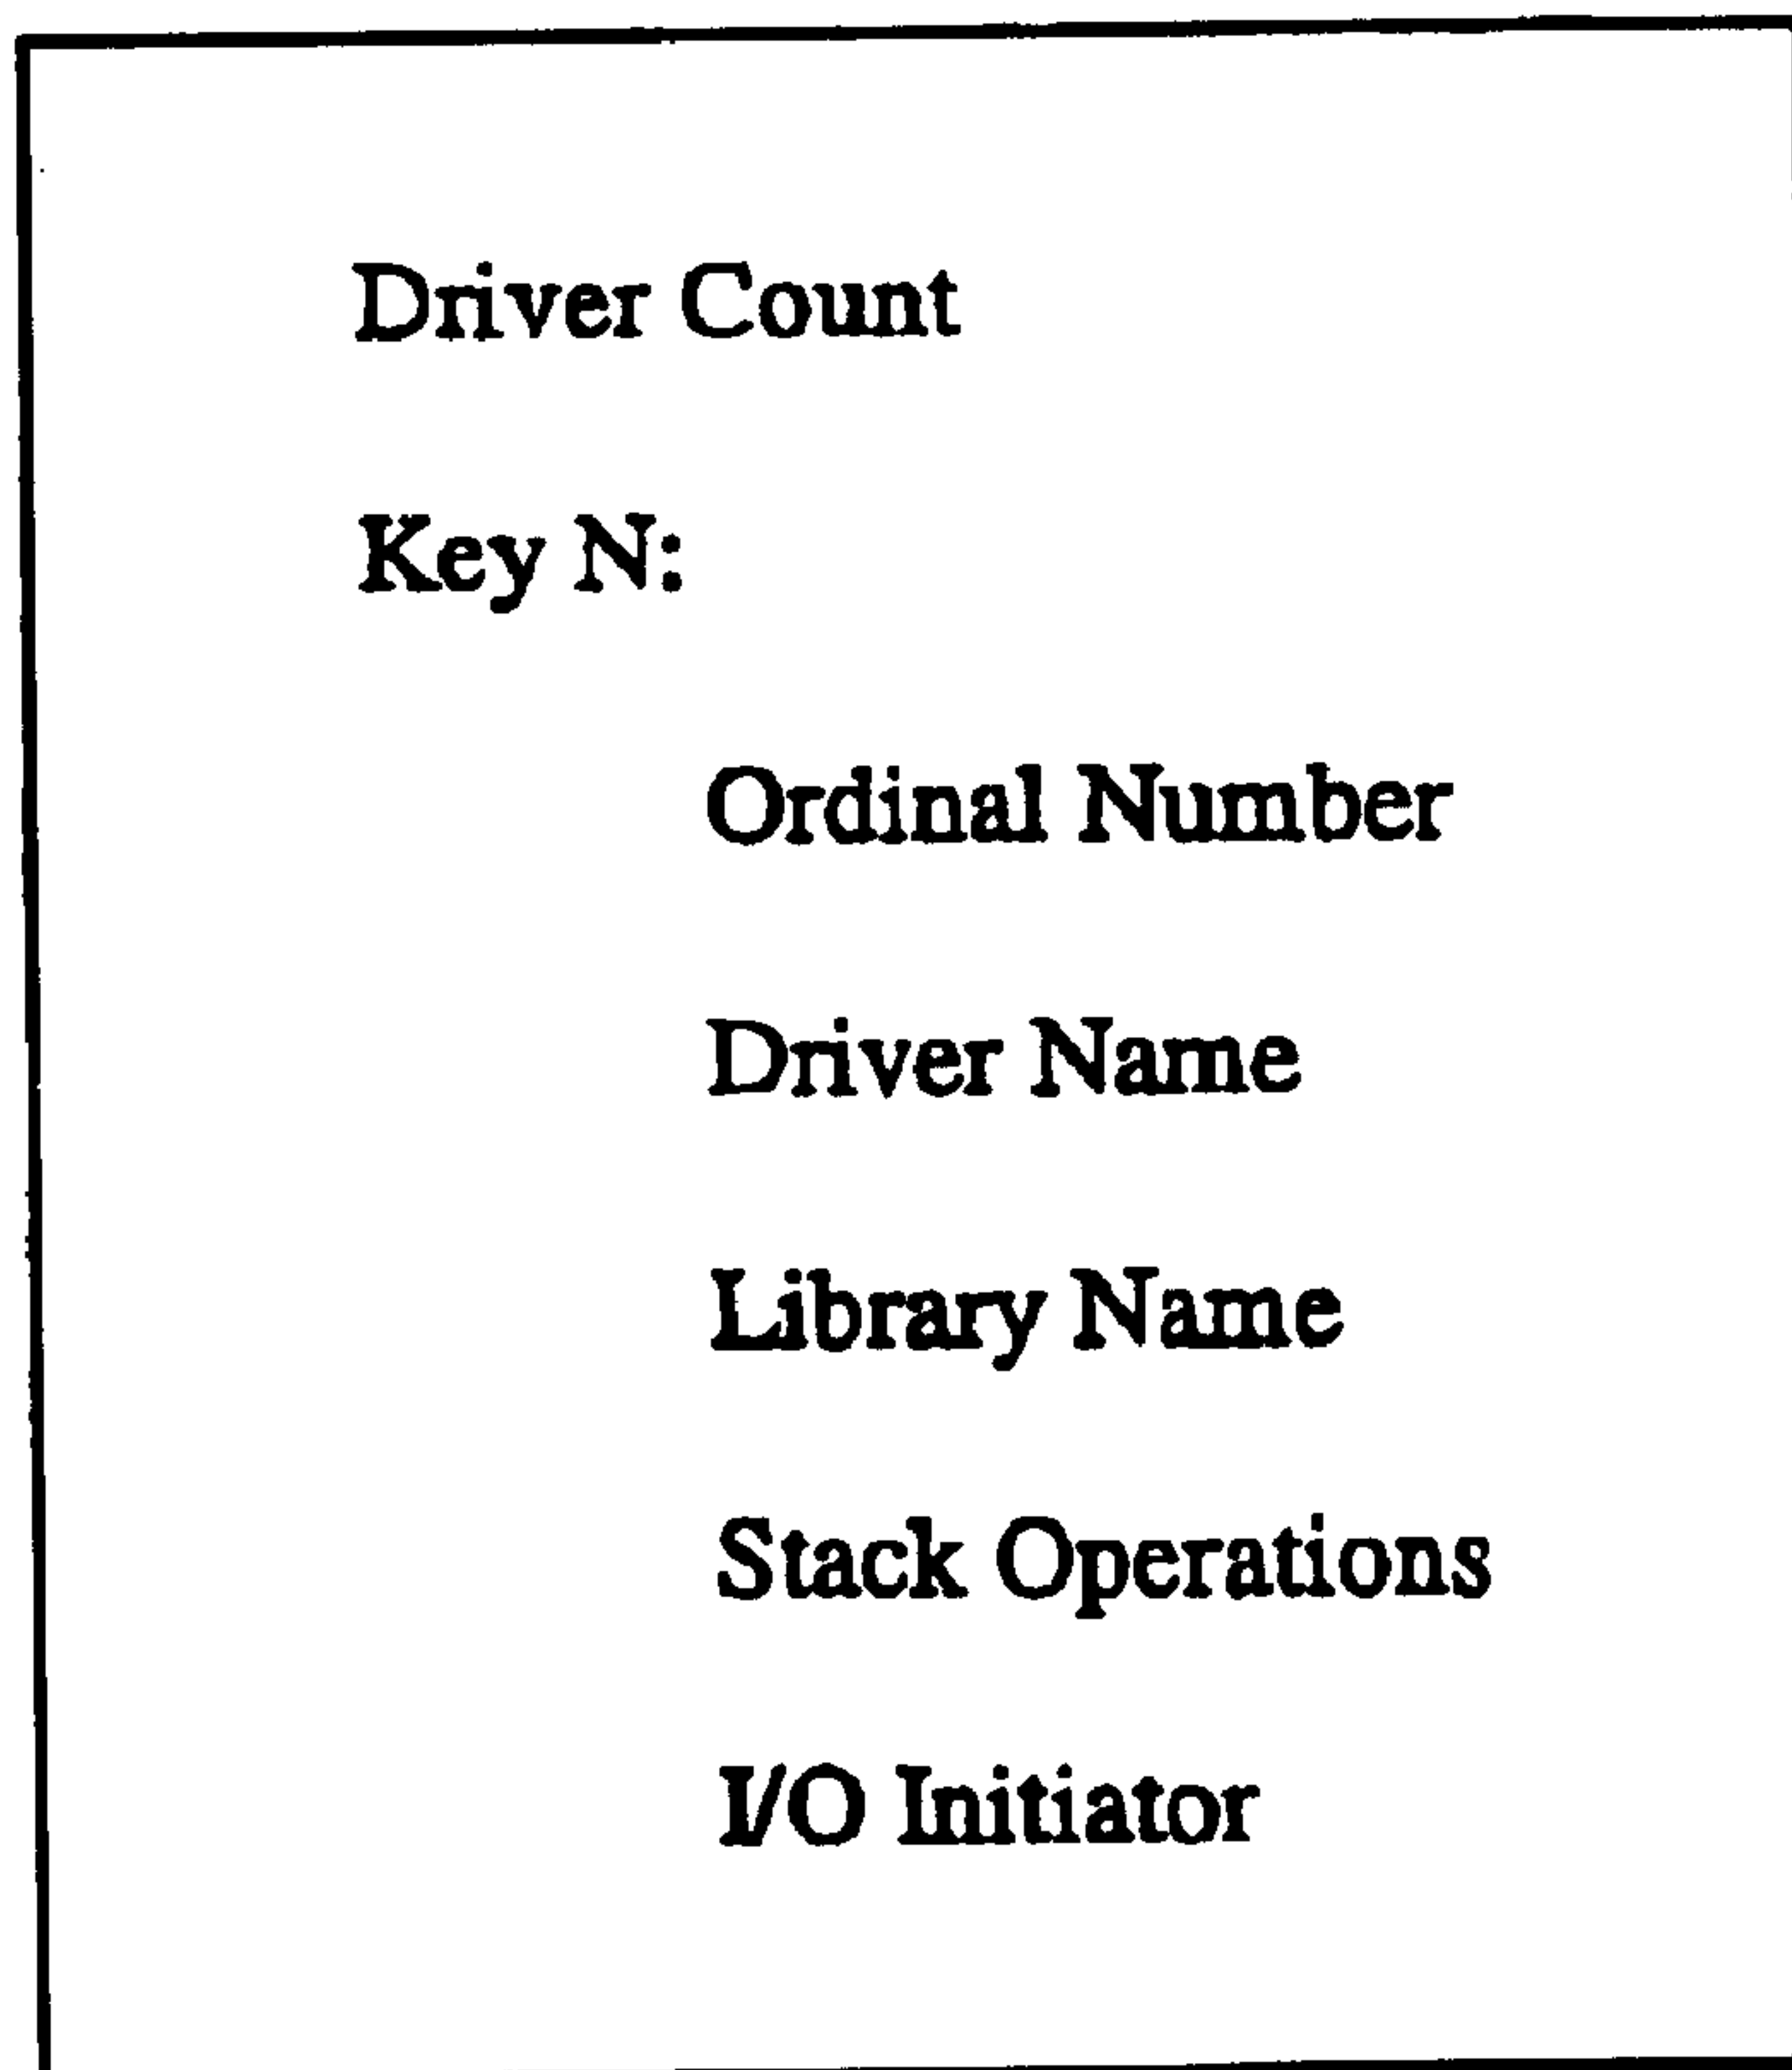 Driver Count
Key N:
Ordinal Number
Driver Name
Library Name
Stack Operations
I/O Initiator